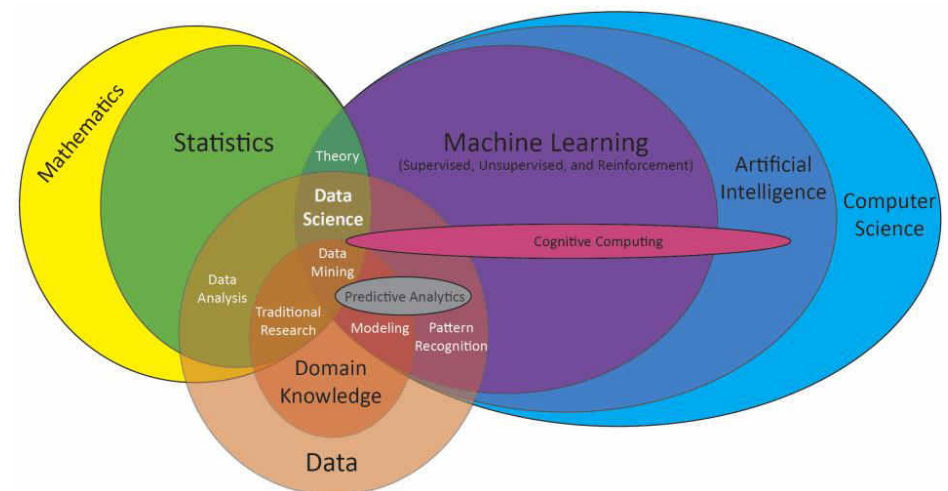 Mathematics
Statistics
Theory
Machine Learning
(Supervised, Unsupervised, and Reinforcement)
Artificial
Intelligence
Computer
Science
Data
Science
Cognitive Computing
Data
Mining
Data
Analysis
Predictive Analytics
Traditional
Research
Modeling
Pattern
Recognition
Domain
Knowledge
Data